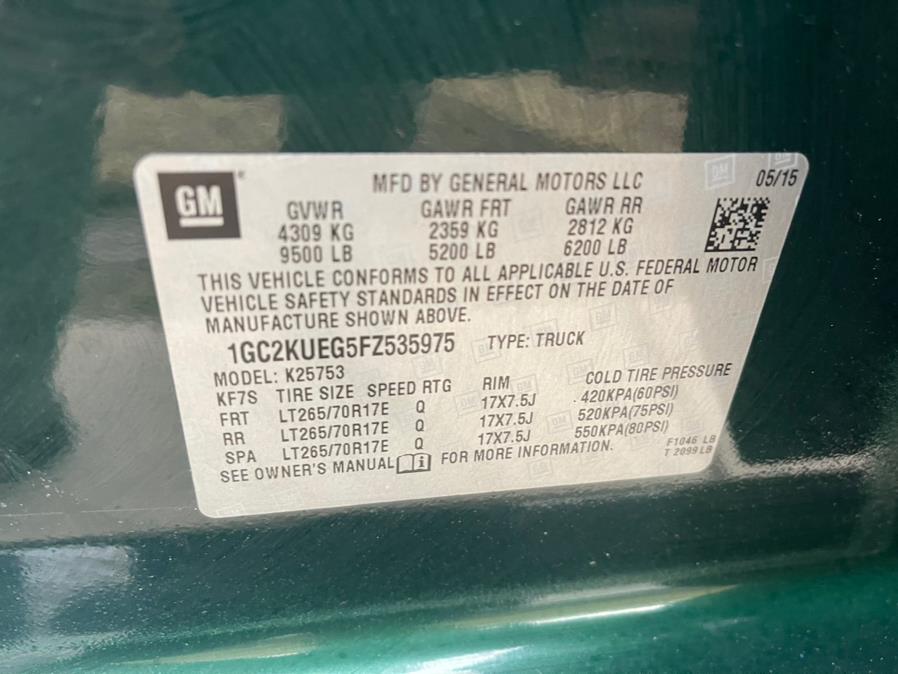 GM
MFD BY GENERAL MOTORS LLC 05/15
GVWR GAWR FRT GAWR RR
4309 KG 2359 KG 2812 KG
9500 LB 5200 LB 6200 LB
THIS VEHICLE CONFORMS TO ALL APPLICABLE U.S. FEDERAL MOTOR
VEHICLE SAFETY STANDARDS IN EFFECT ON THE DATE OF
MANUFACTURE SHOWN ABOVE.
1GC2KUEG5FZ535975 TYPE: TRUCK
MODEL: K25753
KF7S TIRE SIZE SPEED RTG RIM COLD TIRE PRESSURE
FRT LT265/70R17E Q 17X7.5J 420KPA(60PSI)
RR LT265/70R17E Q 17X7.5J 520KPA(75PSI)
SPA LT265/70R17E Q 17X7.5J 550KPA(80PSI)
SEE OWNER'S MANUAL FOR MORE INFORMATION.
F1046 LB
T 2099 LB